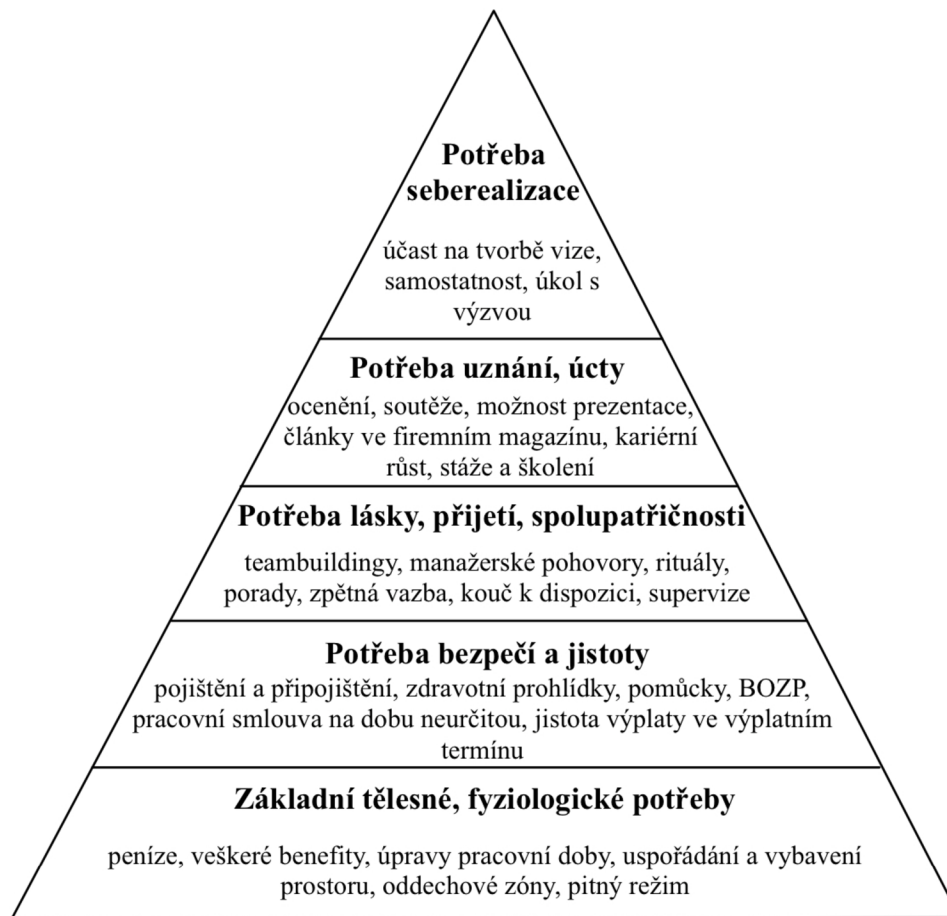 Potřeba
seberealizace
účast na tvorbě vize,
samostatnost, úkol s
výzvou
Potřeba uznání, úcty
ocenění, soutěže, možnost prezentace,
články ve firemním magazínu, kariérní
růst, stáže a školení
Potřeba lásky, přijetí, spolupatřičnosti
teambuildingy, manažerské pohovory, rituály,
porady, zpětná vazba, kouč k dispozici, supervize
Potřeba bezpečí a jistoty
pojištění a připojištění, zdravotní prohlídky, pomůcky, BOZP,
pracovní smlouva na dobu neurčitou, jistota výplaty ve výplatním
termínu
Základní tělesné, fyziologické potřeby
peníze, veškeré benefity, úpravy pracovní doby, uspořádání a vybavení
prostoru, oddechové zóny, pitný režim